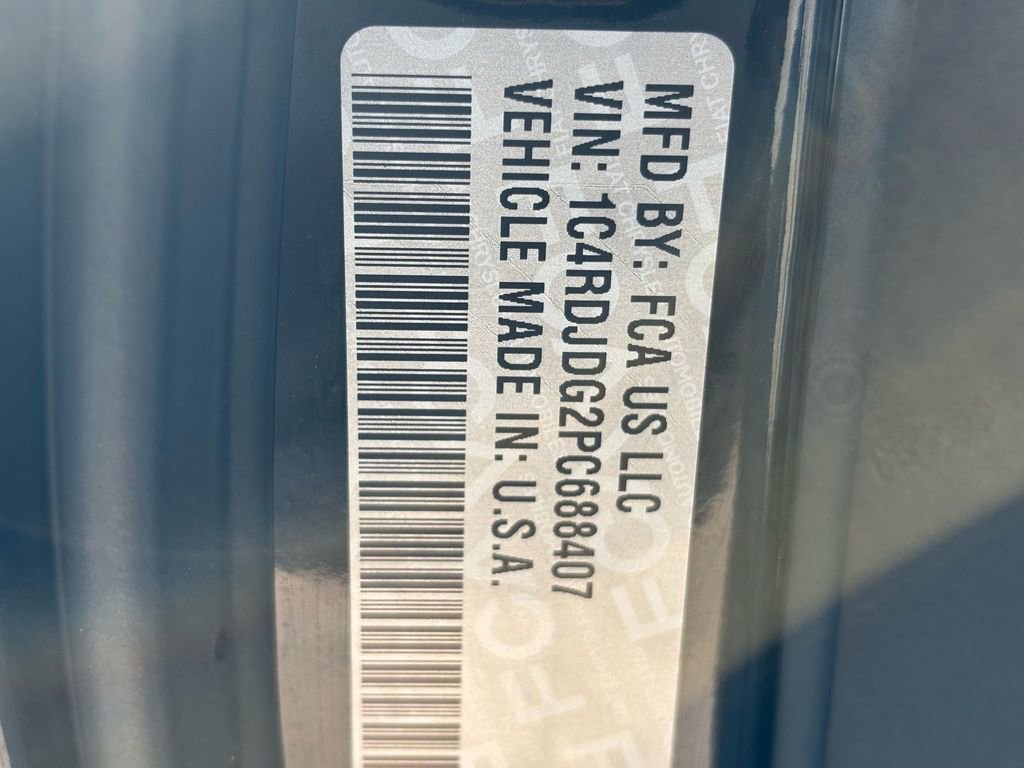 MFD BY: FCA US LLC
VIN: 1C4RDJDG2PC688407
VEHICLE MADE IN: U.S.A.